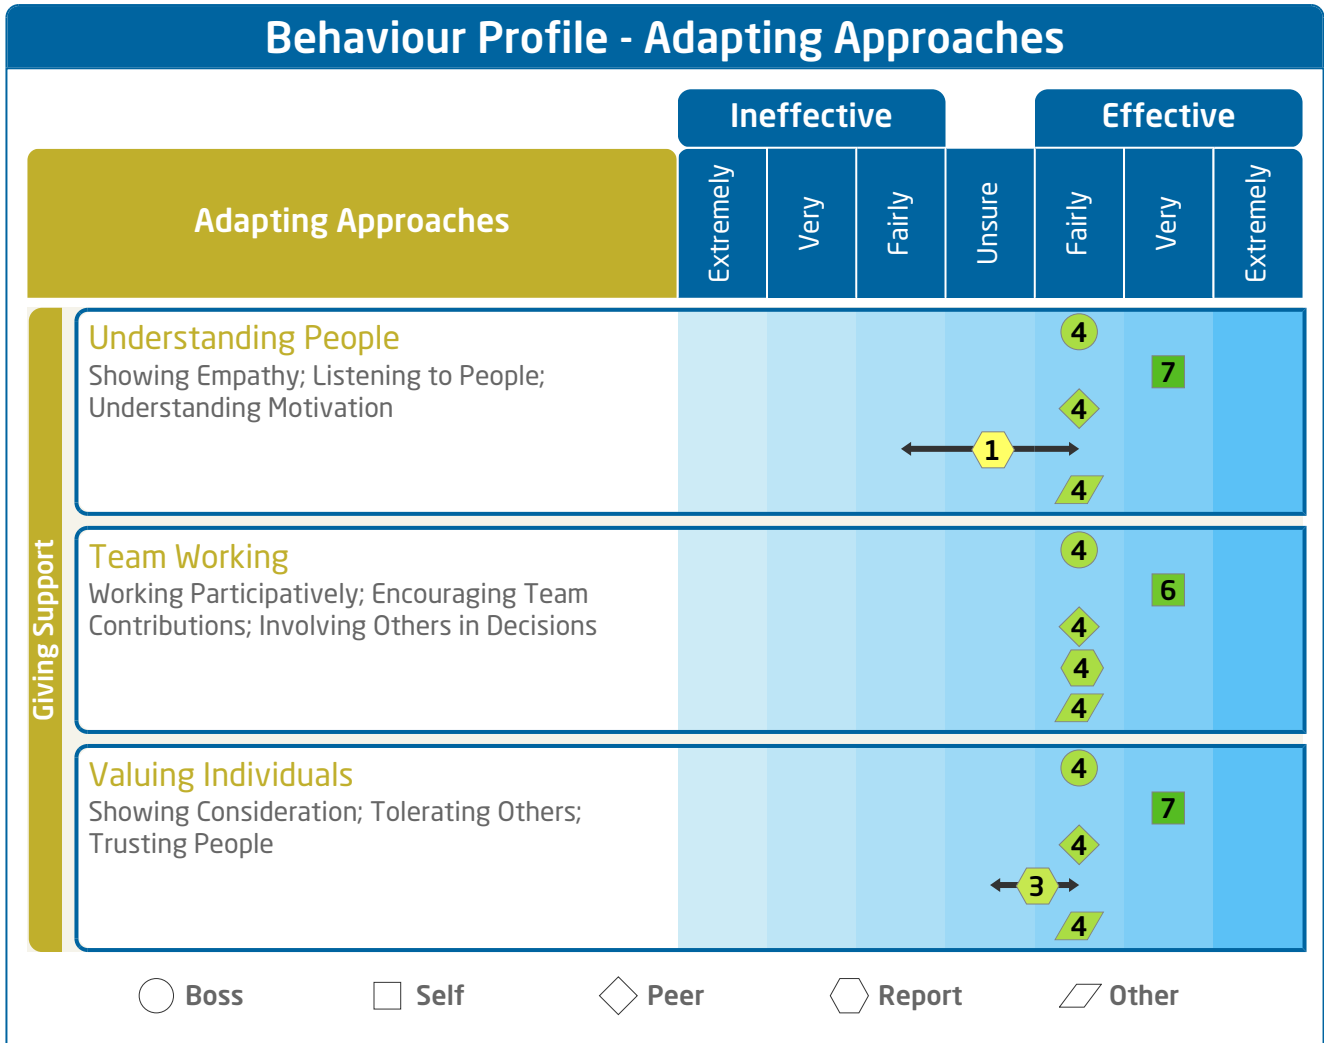 Behaviour Profile - Adapting Approaches
Ineffective
Effective
Adapting Approaches
Extremely
Very
Fairly
Unsure
Fairly
Very
Extremely
Giving Support
Understanding People
Showing Empathy; Listening to People;
Understanding Motivation
4
7
4
1
4
Team Working
Working Participatively; Encouraging Team
Contributions; Involving Others in Decisions
4
6
4
4
4
Valuing Individuals
Showing Consideration; Tolerating Others;
Trusting People
4
7
4
3
4
Boss
Self
Peer
Report
Other